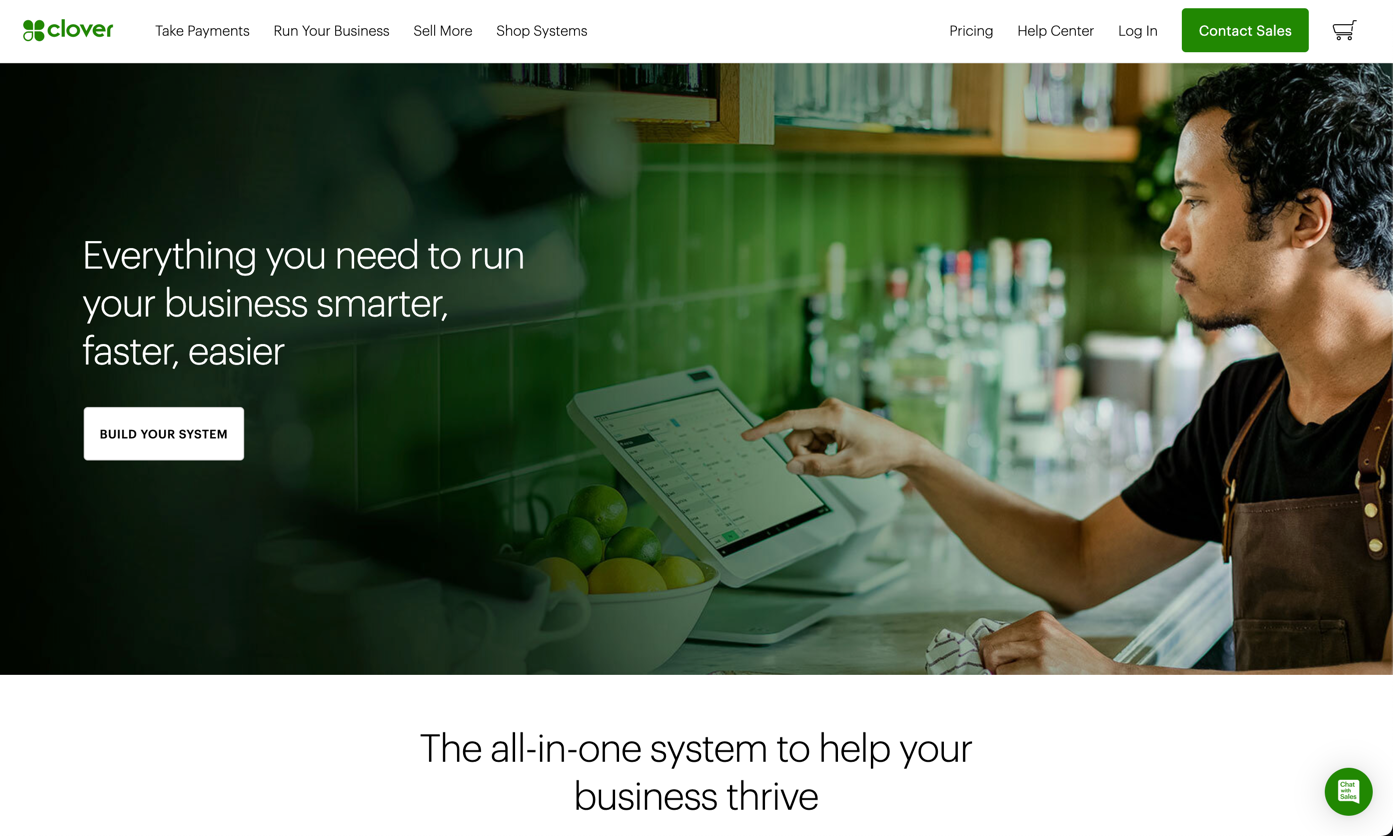 clover
Take Payments
Run Your Business
Sell More
Shop Systems
Pricing
Help Center
Log In
Contact Sales
Everything you need to run
your business smarter,
faster, easier
BUILD YOUR SYSTEM
The all-in-one system to help your
business thrive
Chat
with
Sales